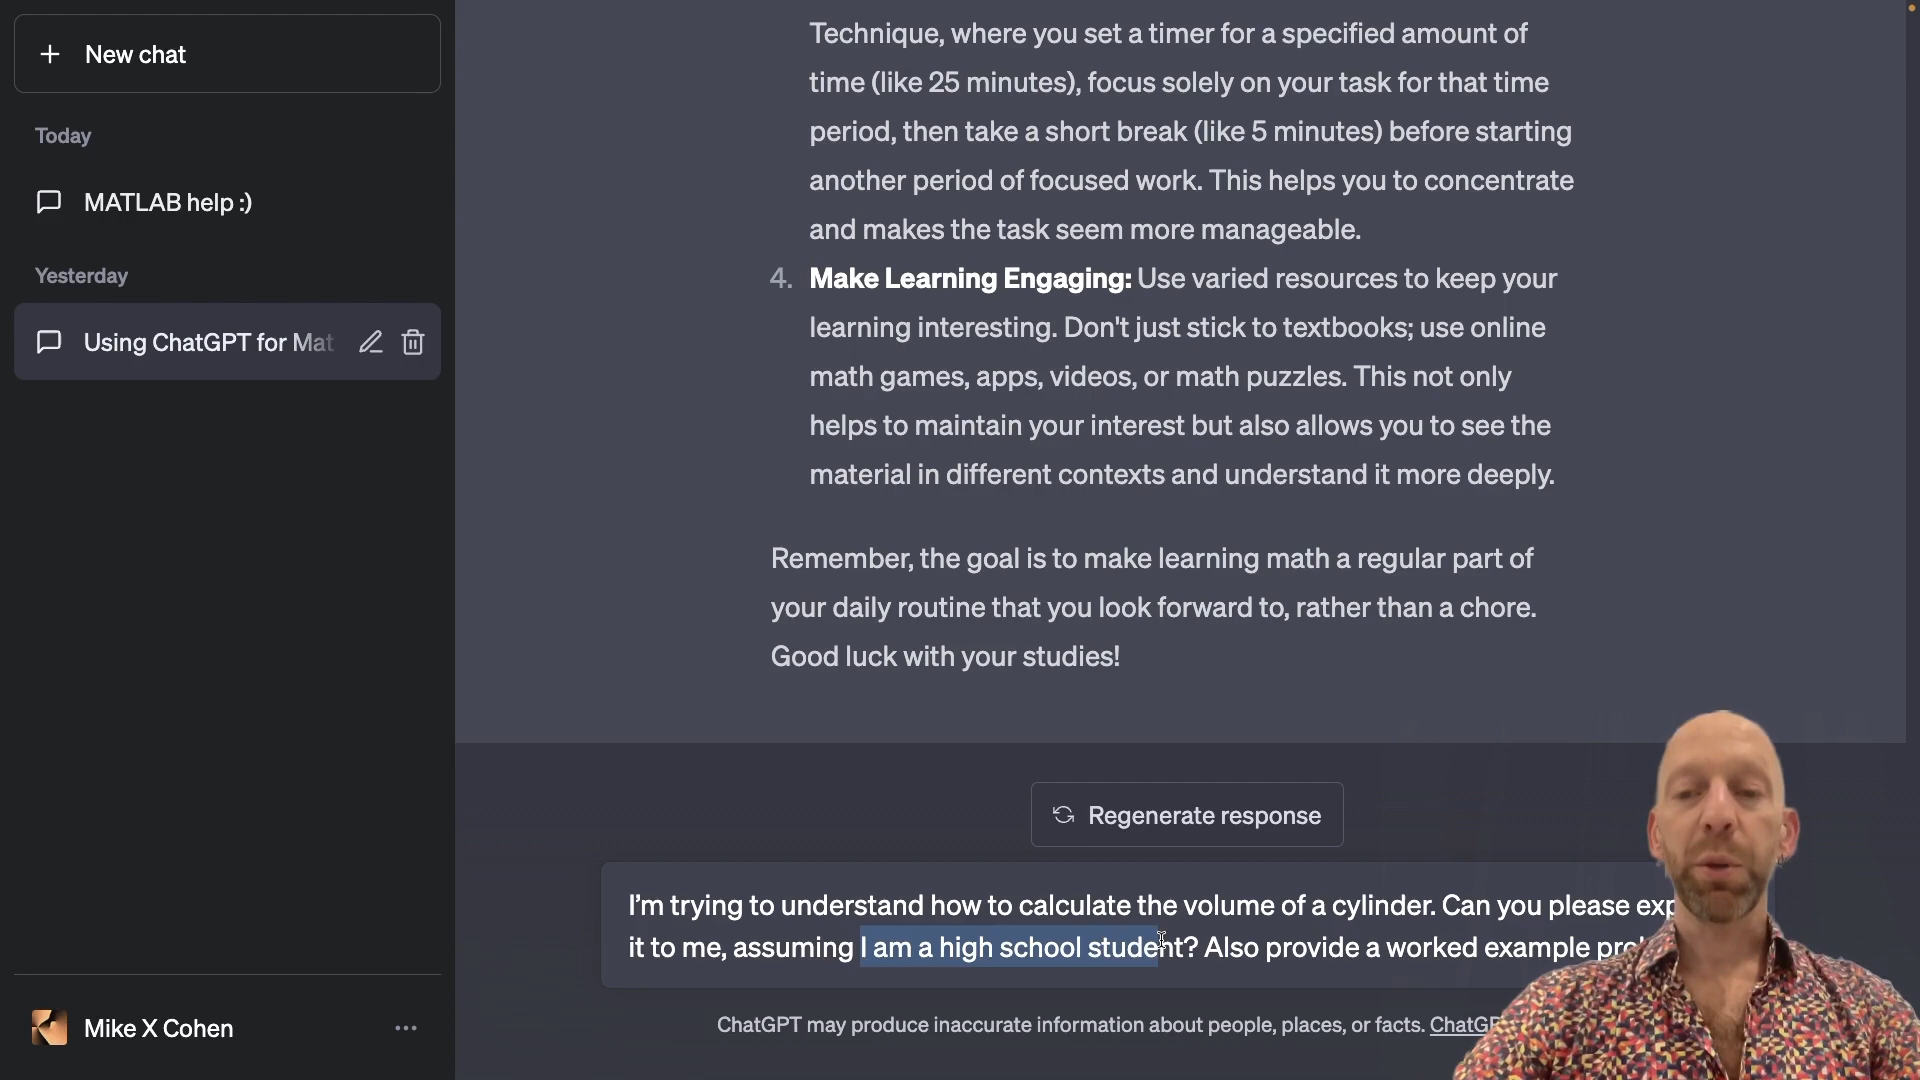 New chat
Today
MATLAB help :)
Yesterday
Using ChatGPT for Mat
Mike X Cohen
Technique, where you set a timer for a specified amount of
time (like 25 minutes), focus solely on your task for that time
period, then take a short break (like 5 minutes) before starting
another period of focused work. This helps you to concentrate
and makes the task seem more manageable.
4. Make Learning Engaging: Use varied resources to keep your
learning interesting. Don't just stick to textbooks; use online
math games, apps, videos, or math puzzles. This not only
helps to maintain your interest but also allows you to see the
material in different contexts and understand it more deeply.
Remember, the goal is to make learning math a regular part of
your daily routine that you look forward to, rather than a chore.
Good luck with your studies!
Regenerate response
I'm trying to understand how to calculate the volume of a cylinder. Can you please exp
it to me, assuming I am a high school student? Also provide a worked example
ChatGPT may produce inaccurate information about people, places, or facts.